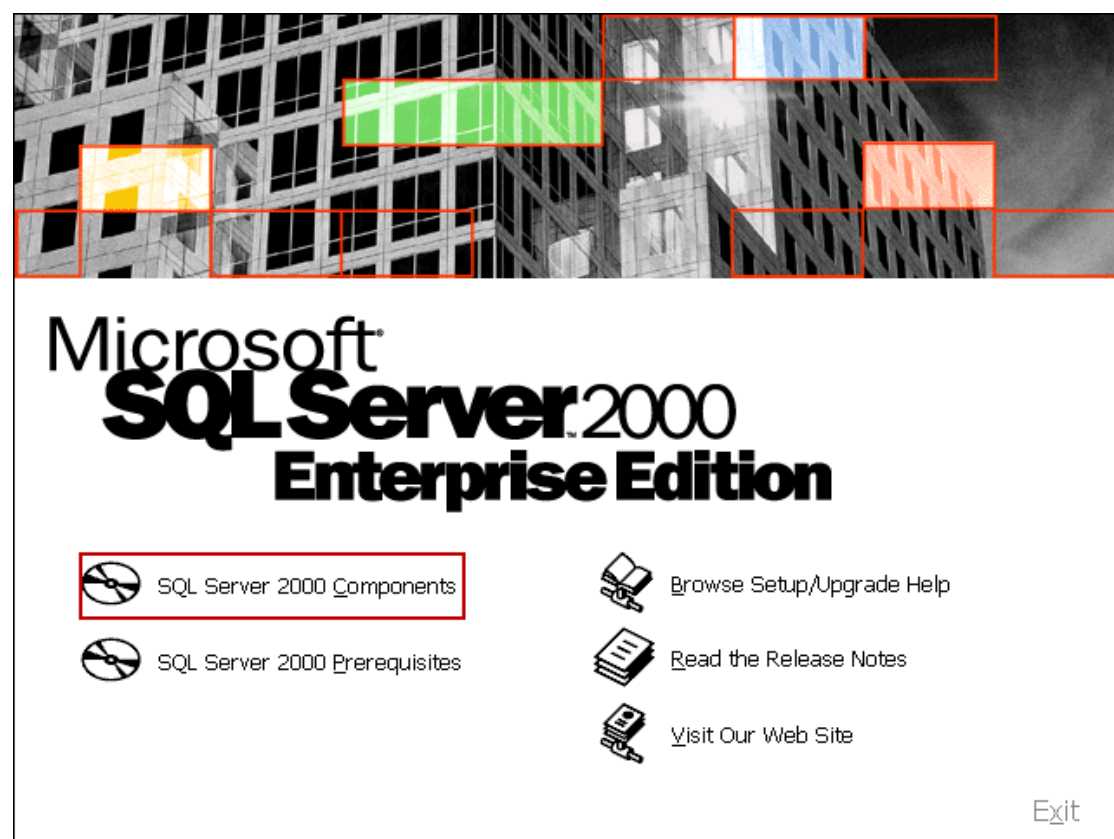 Microsoft®
SQL Server™ 2000
Enterprise Edition
SQL Server 2000 Components
SQL Server 2000 Prerequisites
Browse Setup/Upgrade Help
Read the Release Notes
Visit Our Web Site
Exit